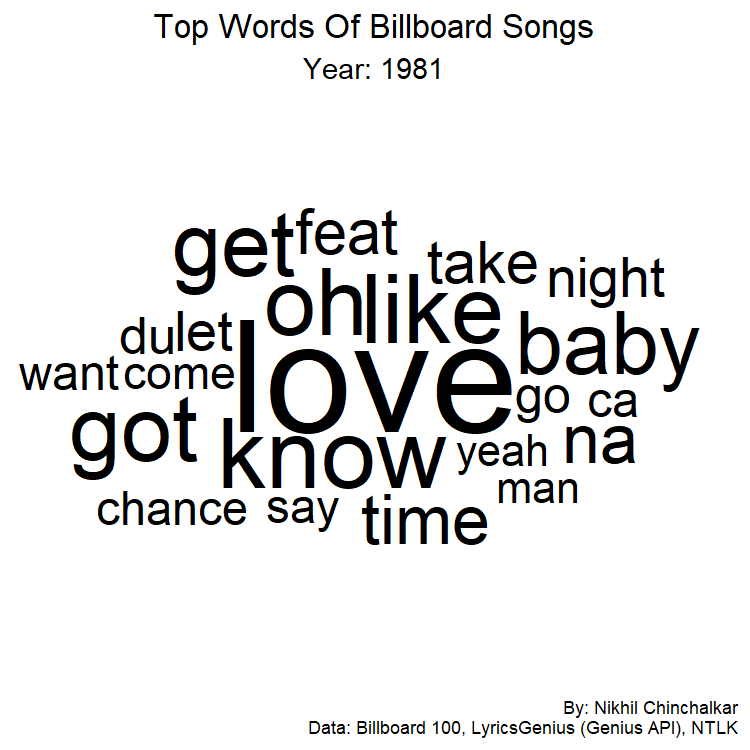 Top Words Of Billboard Songs
Year: 1981
get feat
take night
oh like
du let
baby
love
want come
go ca
got
know
yeah na
man
chance say
time
By: Nikhil Chinchalkar
Data: Billboard 100, LyricsGenius (Genius API), NTLK